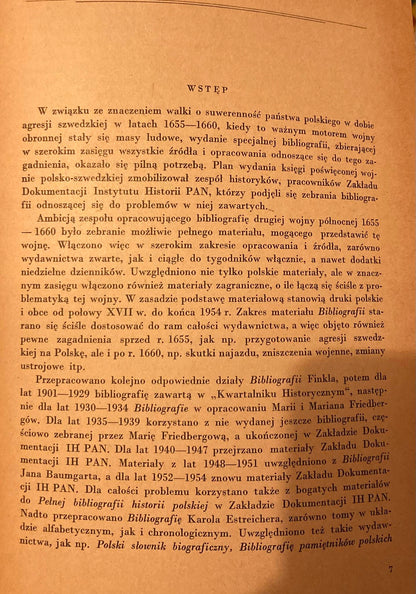 WSTĘP
W związku ze znaczeniem walki o suwerenność państwa polskiego w dobie
agresji szwedzkiej w latach 1655—1660, kiedy to ważnym motorem wojny
obronnej stały się masy ludowe, wydanie specjalnej bibliografii, zbierającej
w szerokim zasięgu wszystkie źródła i opracowania odnoszące się do tego za-
gadnienia, okazało się pilną potrzebą. Plan wydania księgi poświęconej woj-
nie polsko-szwedzkiej zmobilizował zespół historyków, pracowników Zakładu
Dokumentacji Instytutu Historii PAN, którzy podjęli się zebrania bibliogra-
fii odnoszącej się do problemów w niej zawartych.
Ambicją zespołu opracowującego bibliografię drugiej wojny północnej 1655
—1660 było zebranie możliwie pełnego materiału, mogącego przedstawić tę
wojnę. Włączono więc w szerokim zakresie opracowania i źródła, zarówno
wydawnictwa zwarte, jak i ciągłe do tygodników włącznie, a nawet dodatki
niedzielne dzienników. Uwzględniono nie tylko polskie materiały, ale w znacz-
nym zasięgu włączono również materiały zagraniczne, o ile łączą się ściśle z pro-
blematyką tej wojny. W zasadzie podstawę materiałową stanowią druki polskie
i obce od połowy XVII w. do końca 1954 r. Zakres materiału Bibliografii sta-
rano się ściśle dostosować do ram całości wydawnictwa, a więc objęto również
pewne zagadnienia sprzed r. 1655, jak np. przygotowanie agresji szwedz-
kiej na Polskę, ale i po r. 1660, np. skutki najazdu, zniszczenia wojenne, zmiany
ustrojowe itp.
Przepracowano kolejno odpowiednie działy Bibliografii Finkla, potem dla
lat 1901—1929 bibliografię zawartą w „Kwartalniku Historycznym", następ-
nie dla lat 1930—1934 Bibliografie w opracowaniu Marii i Mariana Friedber-
gów. Dla lat 1935—1939 korzystano z nie wydanej jeszcze bibliografii, czę-
ściowo zebranej przez Marię Friedbergową, a ukończonej w Zakładzie Doku-
mentacji IH PAN. Dla lat 1940—1947 przejrzano materiały Zakładu Doku-
mentacji IH PAN. Materiały z lat 1948—1951 uwzględniono z Bibliografii
Jana Baumgarta, a dla lat 1952—1954 znowu materiały Zakładu Dokumenta-
cji IH PAN. Dla całości problemu korzystano także z bogatych materiałów
do Pełnej bibliografii historii polskiej w Zakładzie Dokumentacji IH PAN.
Nadto przepracowano Bibliografię Karola Estreichera, zarówno tomy w ukła-
dzie alfabetycznym, jak i chronologicznym. Uwzględniono też takie wydaw-
nictwa, jak np. Polski słownik biograficzny, Bibliografię pamiętników polskich
7